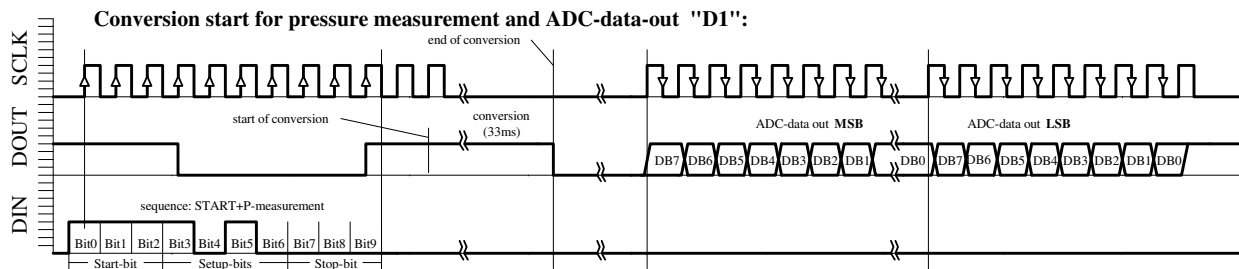 Conversion start for pressure measurement and ADC-data-out "D1":
SCLK
end of conversion
DOUT
start of conversion
conversion
(33ms)
ADC-data out MSB
ADC-data out LSB
DB7 DB6 DB5 DB4 DB3 DB2 DB1 DB0 DB7 DB6 DB5 DB4 DB3 DB2 DB1 DB0
DIN
sequence: START+P-measurement
Bit0 Bit1 Bit2 Bit3 Bit4 Bit5 Bit6 Bit7 Bit8 Bit9
Start-bit Setup-bits Stop-bit